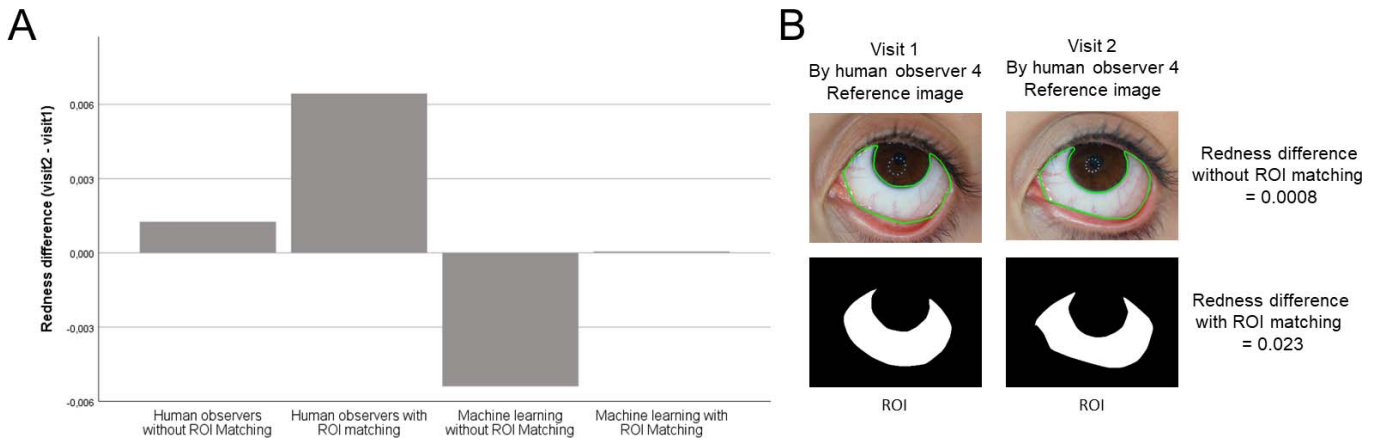 A
Redness difference (visit2 - visit1)
0,006
0,003
0,000
-0,003
-0,006
Human observers
without ROI Matching
Human observers with
ROI matching
Machine learning
without ROI Matching
Machine learning with
ROI Matching
B
Visit 1
By human observer 4
Reference image
Visit 2
By human observer 4
Reference image
Redness difference
without ROI matching
= 0.0008
Redness difference
with ROI matching
= 0.023
ROI
ROI